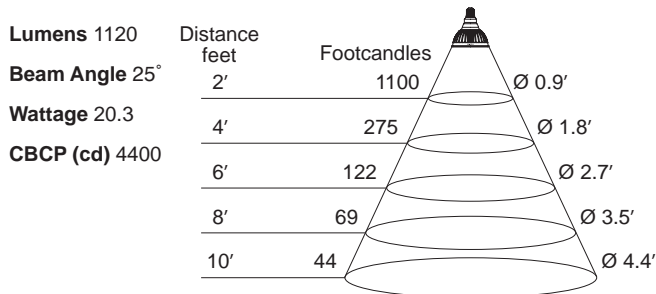 Lumens 1120
Beam Angle 25°
Wattage 20.3
CBCP (cd) 4400
Distance
feet
Footcandles
2′ 1100 Ø 0.9′
4′ 275 Ø 1.8′
6′ 122 Ø 2.7′
8′ 69 Ø 3.5′
10′ 44 Ø 4.4′